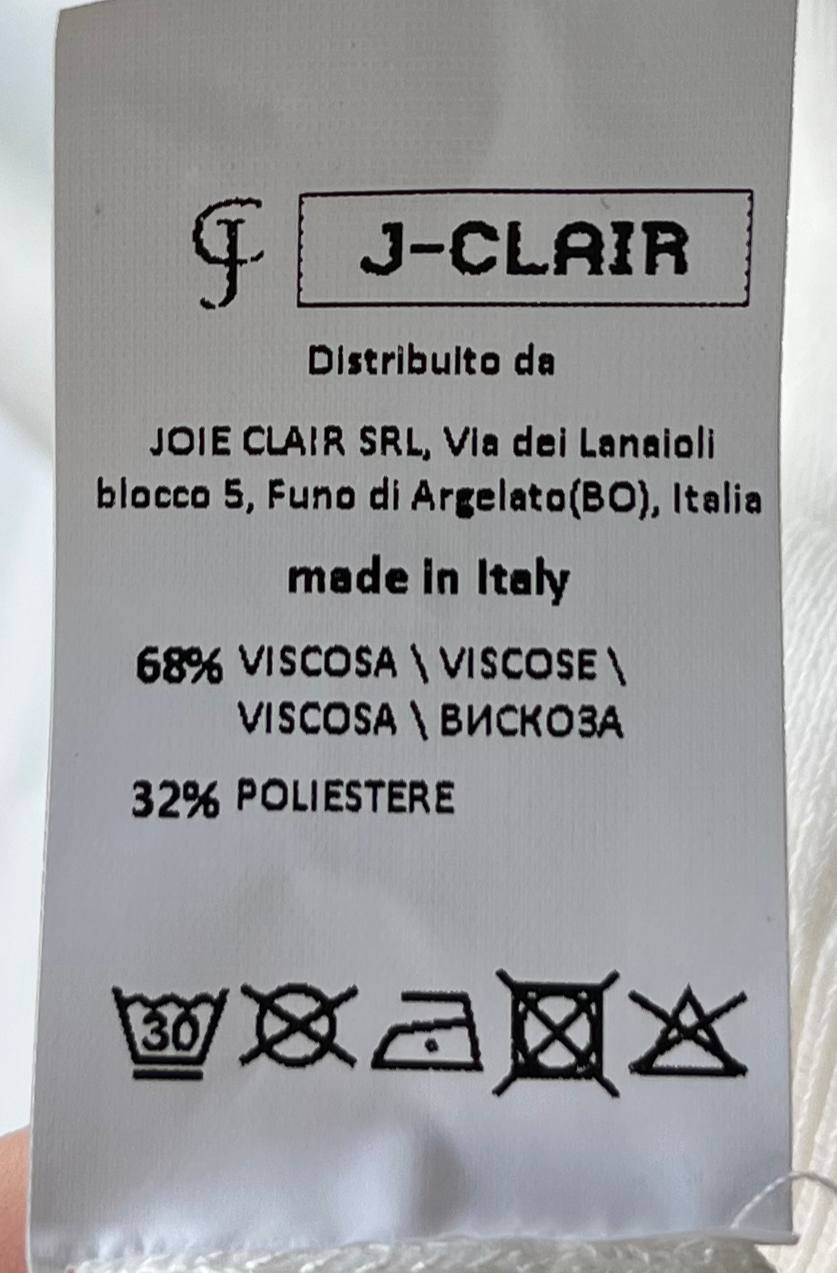 CJ J-CLAIR
Distribuito da
JOIE CLAIR SRL, Via dei Lanaioli
blocco 5, Funo di Argelato(BO), Italia
made in Italy
68% VISCOSA \ VISCOSE \
VISCOSA \ ВИСКОЗА
32% POLIESTERE
30